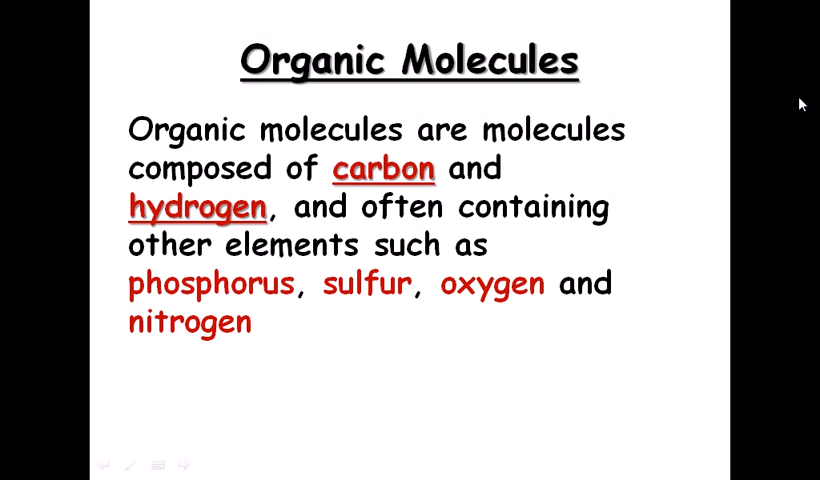 Organic Molecules
Organic molecules are molecules
composed of carbon and
hydrogen, and often containing
other elements such as
phosphorus, sulfur, oxygen and
nitrogen